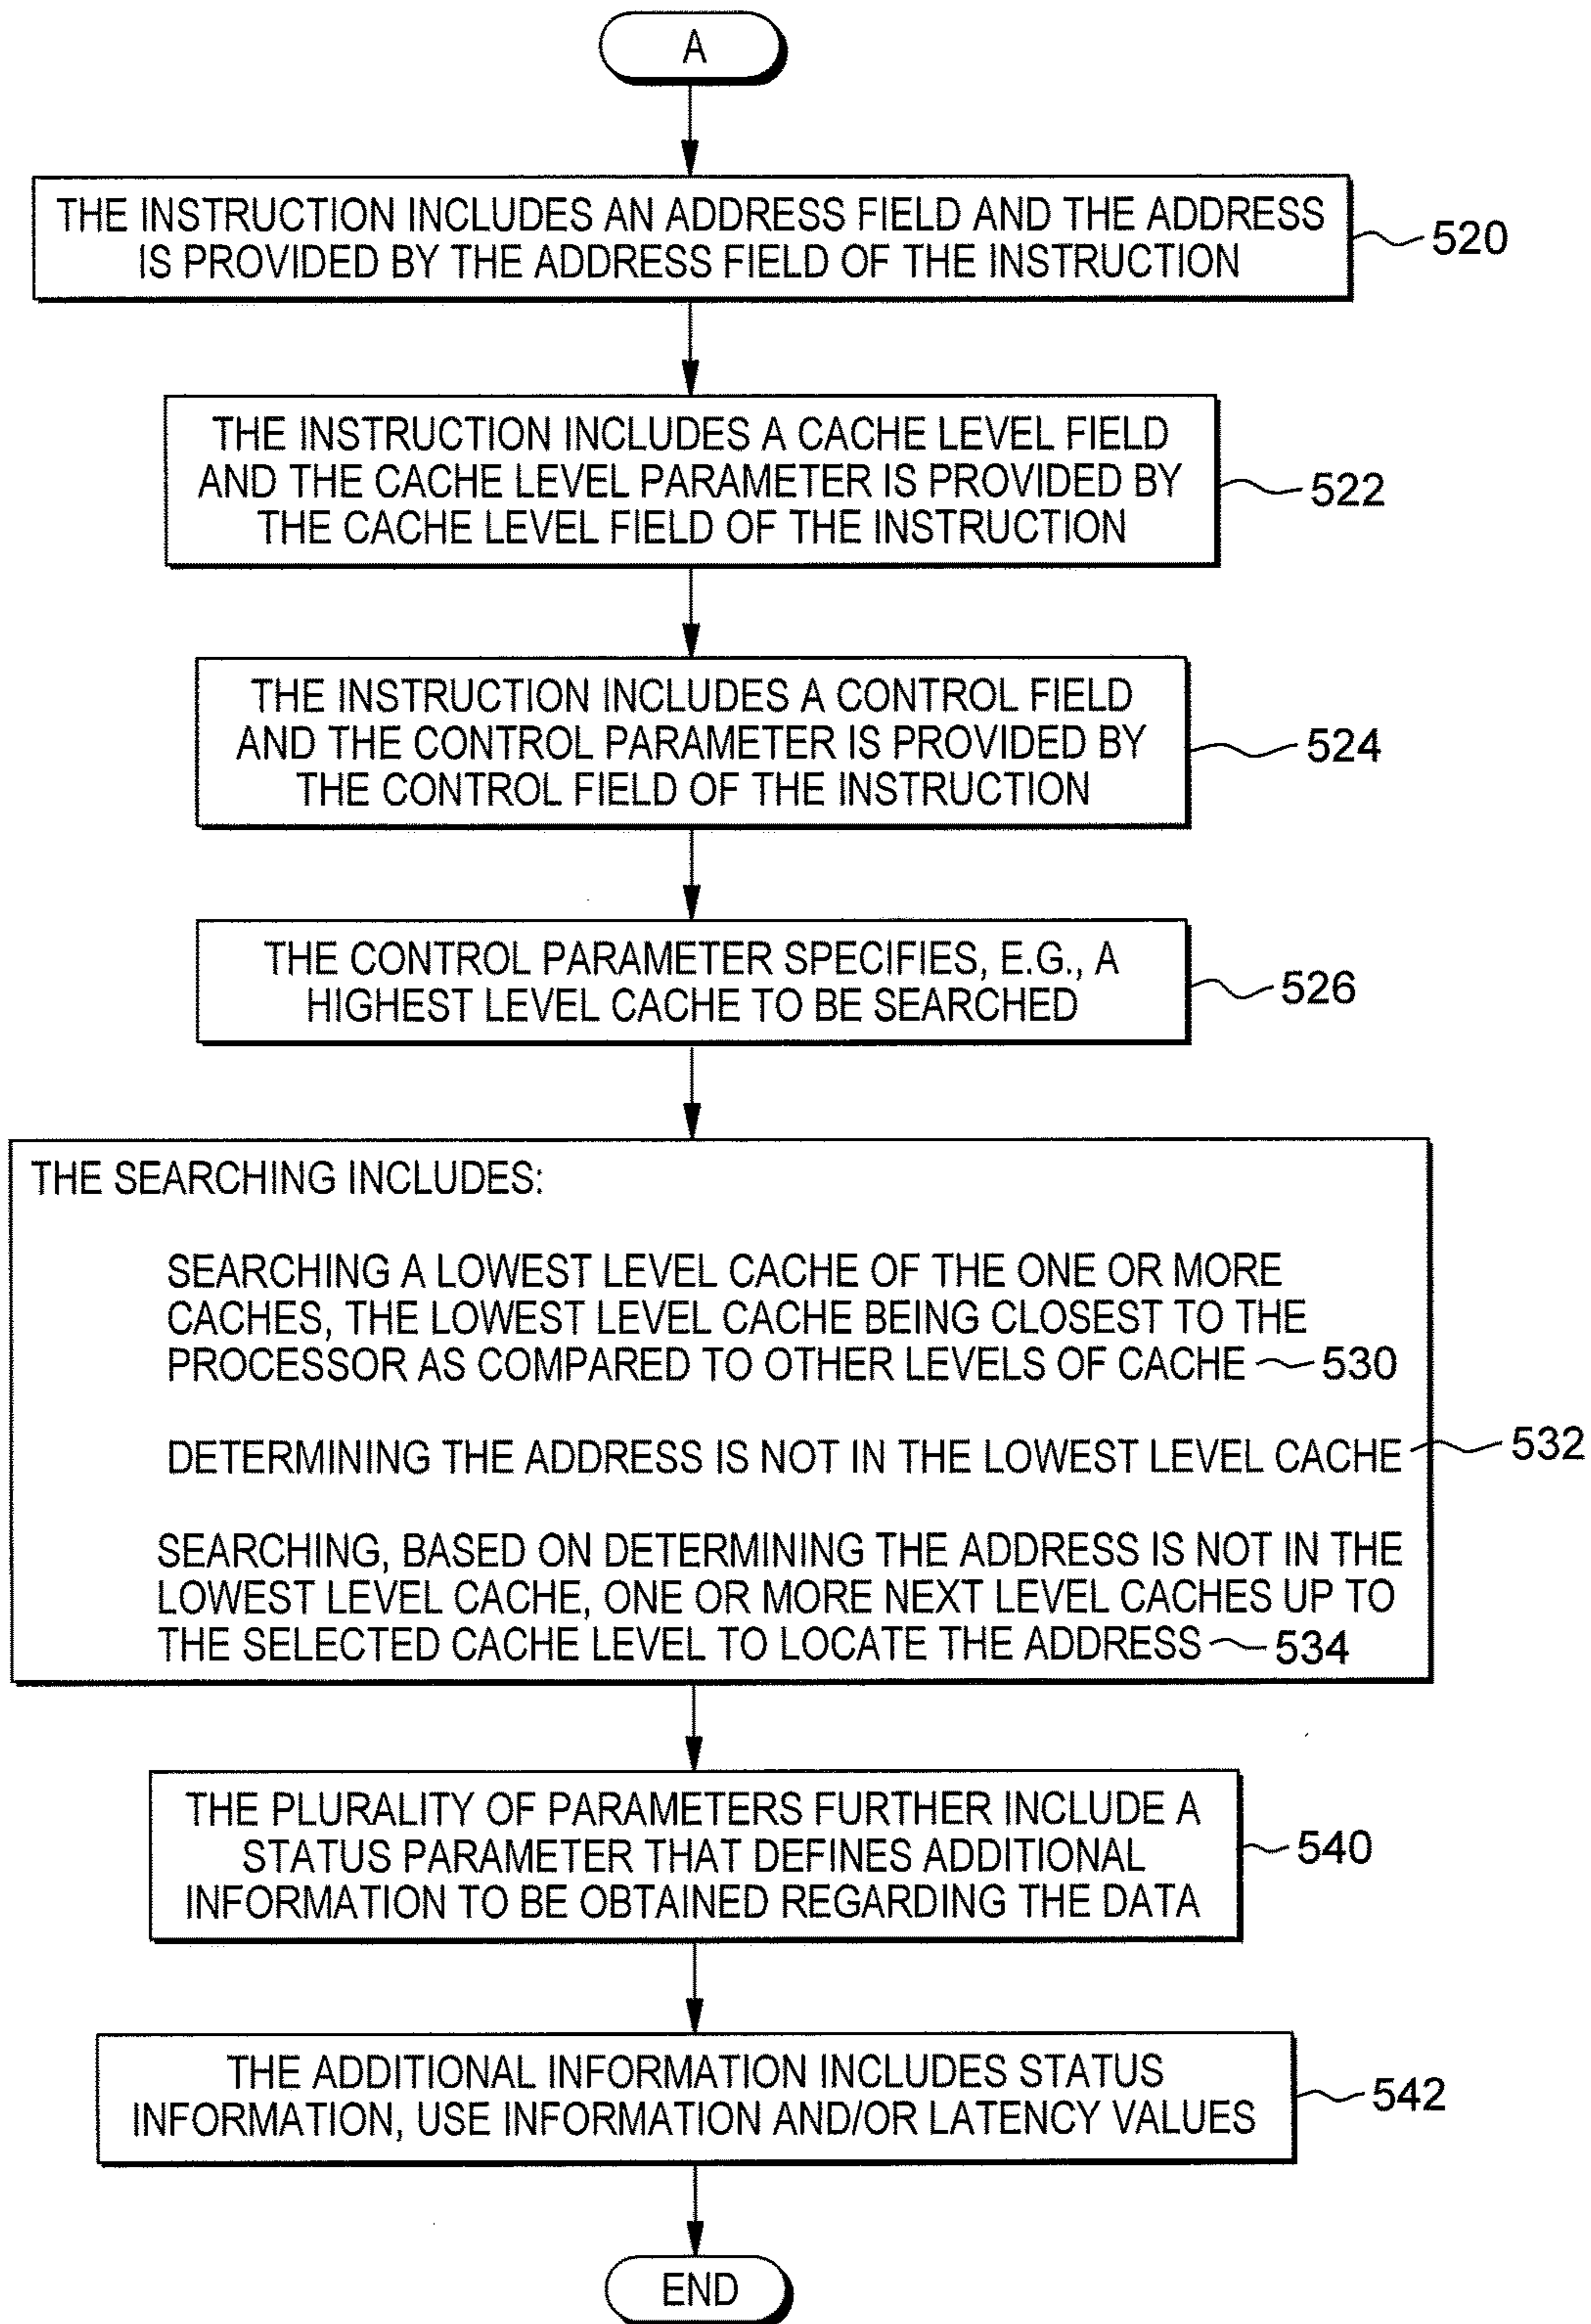 A
THE INSTRUCTION INCLUDES AN ADDRESS FIELD AND THE ADDRESS
IS PROVIDED BY THE ADDRESS FIELD OF THE INSTRUCTION
520
THE INSTRUCTION INCLUDES A CACHE LEVEL FIELD
AND THE CACHE LEVEL PARAMETER IS PROVIDED BY
THE CACHE LEVEL FIELD OF THE INSTRUCTION
522
THE INSTRUCTION INCLUDES A CONTROL FIELD
AND THE CONTROL PARAMETER IS PROVIDED BY
THE CONTROL FIELD OF THE INSTRUCTION
524
THE CONTROL PARAMETER SPECIFIES, E.G., A
HIGHEST LEVEL CACHE TO BE SEARCHED
526
THE SEARCHING INCLUDES:
SEARCHING A LOWEST LEVEL CACHE OF THE ONE OR MORE
CACHES, THE LOWEST LEVEL CACHE BEING CLOSEST TO THE
PROCESSOR AS COMPARED TO OTHER LEVELS OF CACHE 530
DETERMINING THE ADDRESS IS NOT IN THE LOWEST LEVEL CACHE 532
SEARCHING, BASED ON DETERMINING THE ADDRESS IS NOT IN THE
LOWEST LEVEL CACHE, ONE OR MORE NEXT LEVEL CACHES UP TO
THE SELECTED CACHE LEVEL TO LOCATE THE ADDRESS 534
THE PLURALITY OF PARAMETERS FURTHER INCLUDE A
STATUS PARAMETER THAT DEFINES ADDITIONAL
INFORMATION TO BE OBTAINED REGARDING THE DATA
540
THE ADDITIONAL INFORMATION INCLUDES STATUS
INFORMATION, USE INFORMATION AND/OR LATENCY VALUES
542
END